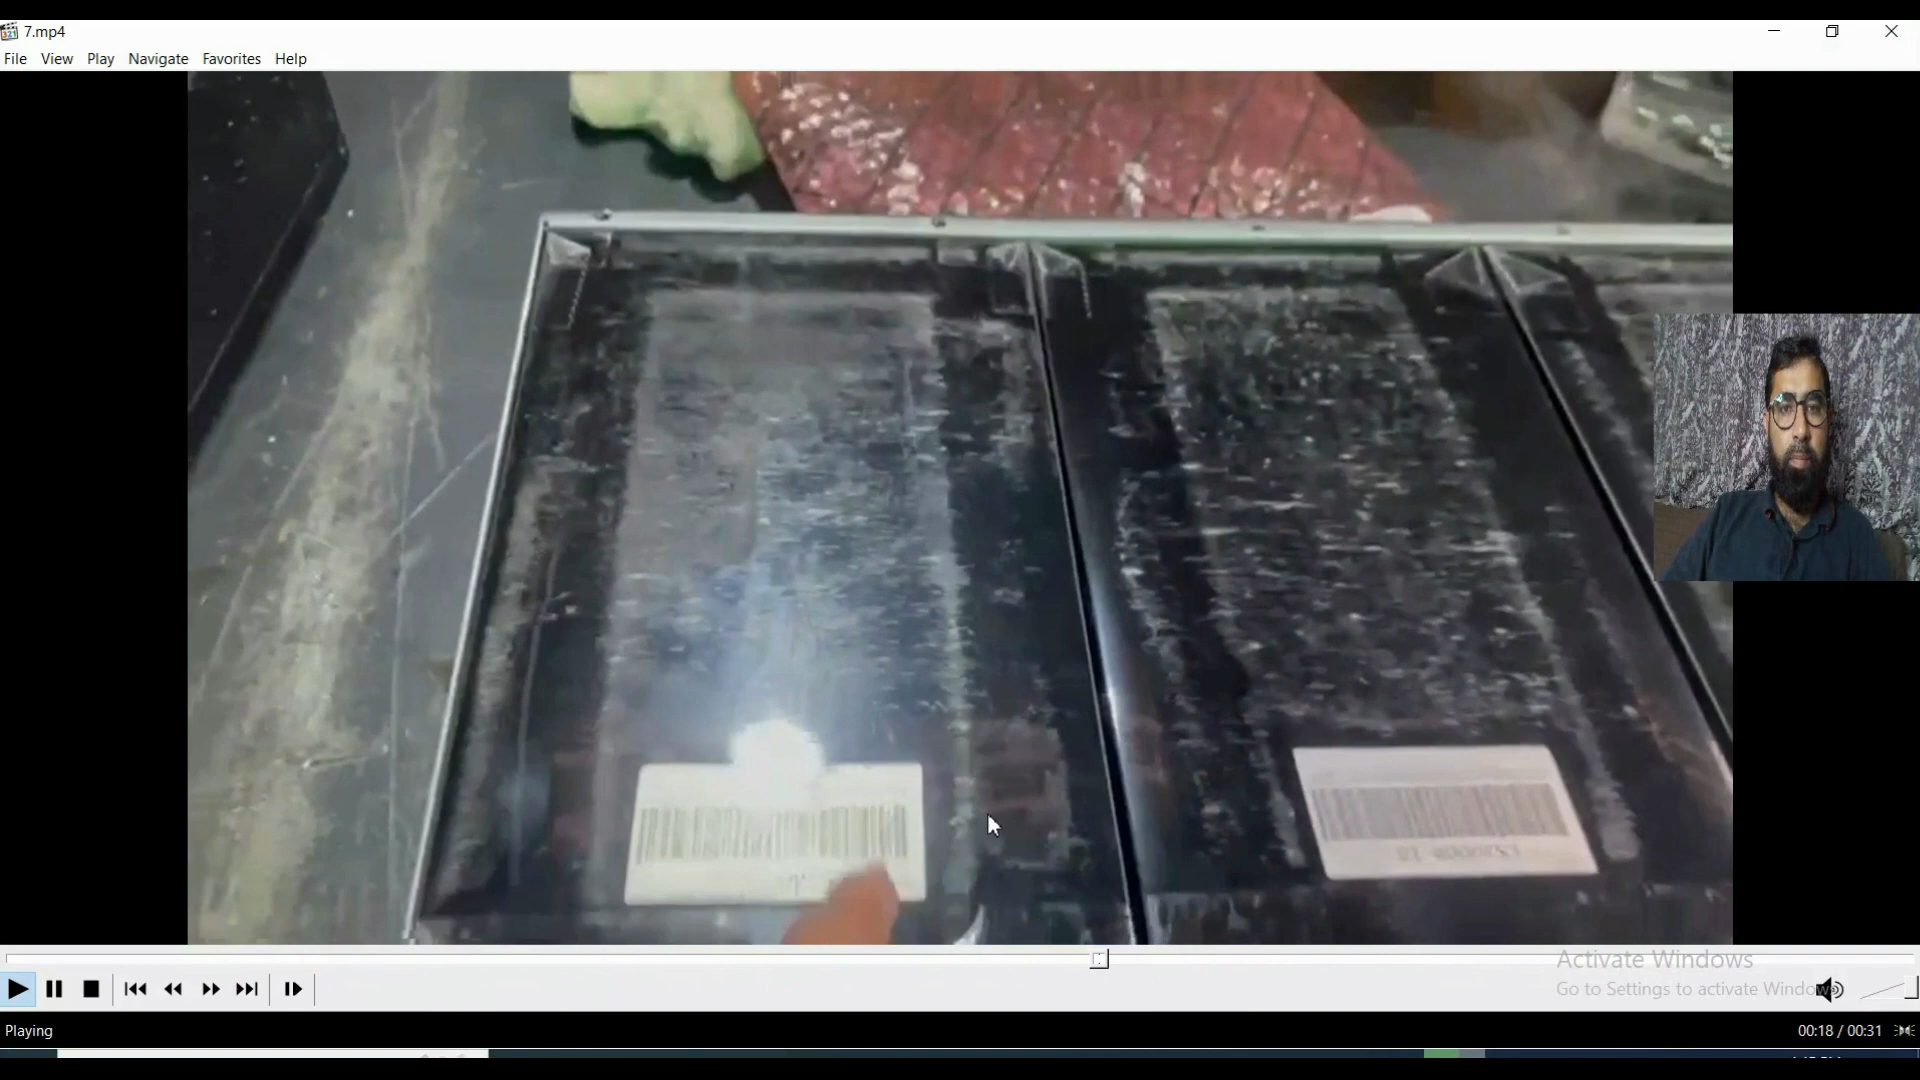 7.mp4
File View Play Navigate Favorites Help
Activate Windows
Go to Settings to activate Windows
Playing
00:18 / 00:31